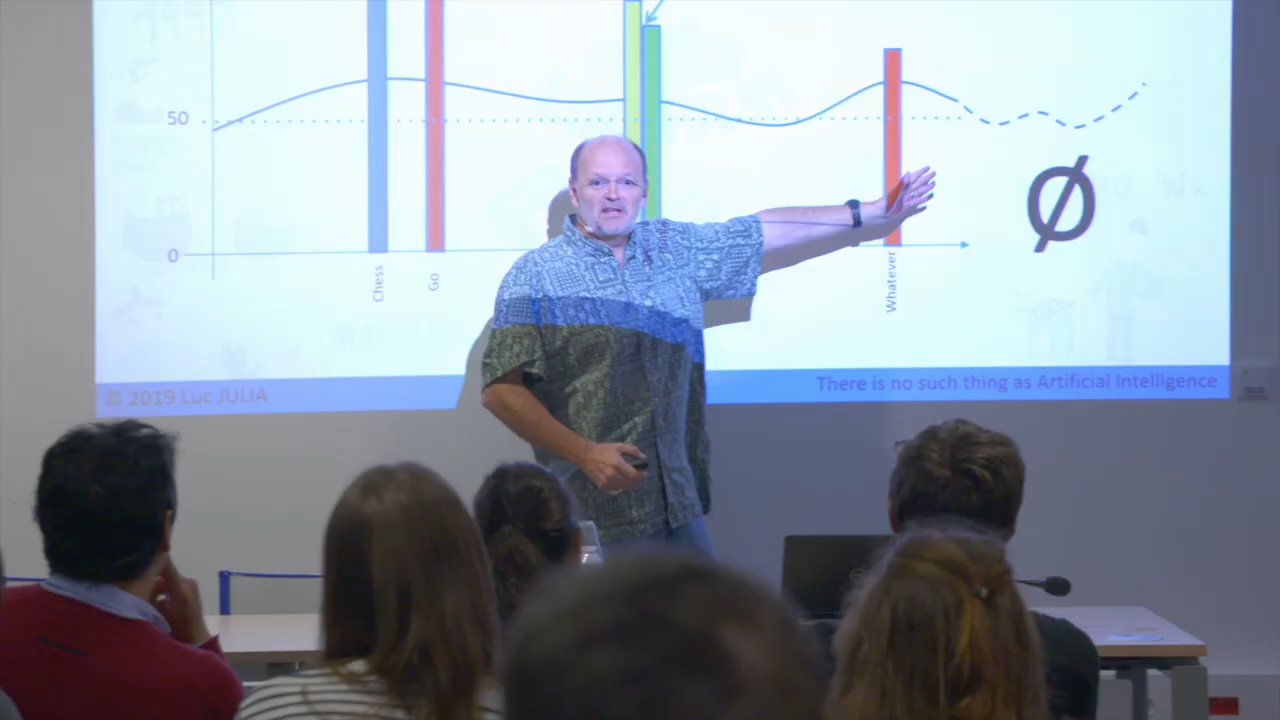 50
0
Chess
Go
Whatever
Ø
© 2019 Luc JULIA
There is no such thing as Artificial Intelligence